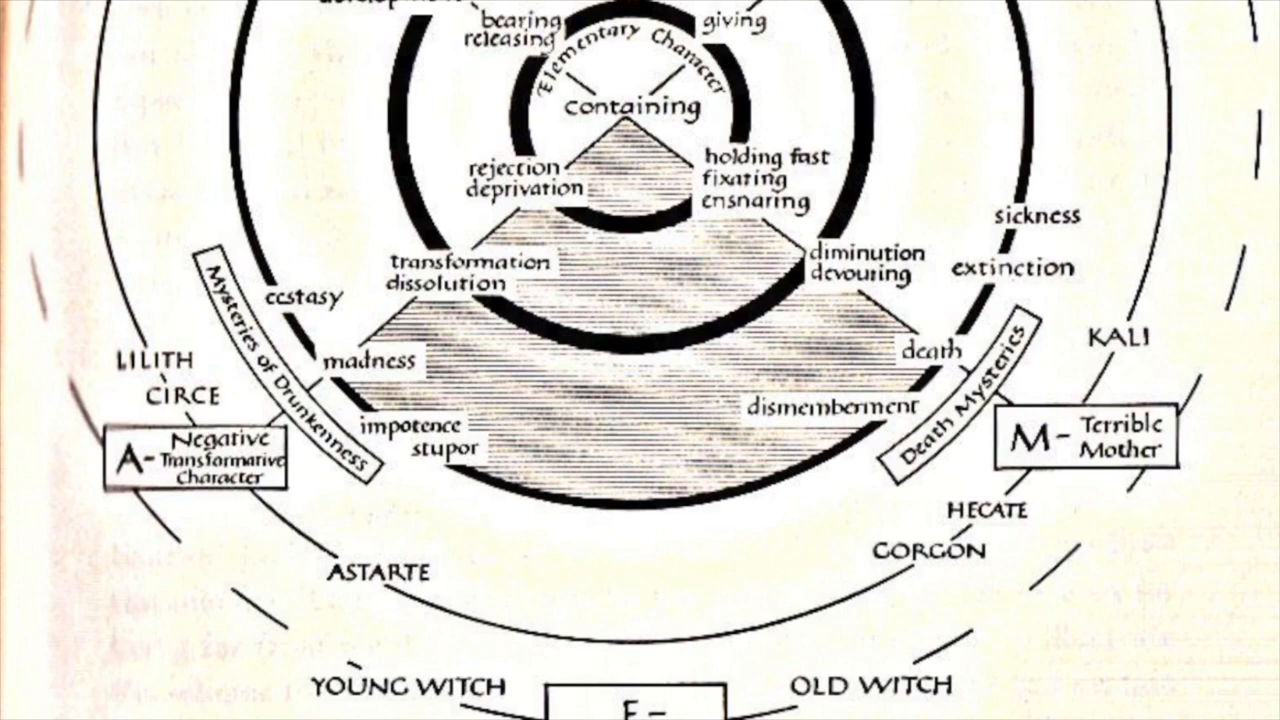 bearing
releasing
giving
Elementary Character
containing
rejection
deprivation
holding fast
fixating
ensnaring
sickness
transformation
dissolution
diminution
devouring
extinction
ecstasy
Mysteries of Drunkenness
madness
death
Death Mysteries
KALI
LILITH
CIRCE
impotence
stupor
dismemberment
A- Negative
Transformative
Character
M- Terrible
Mother
HECATE
GORGON
ASTARTE
YOUNG WITCH
OLD WITCH